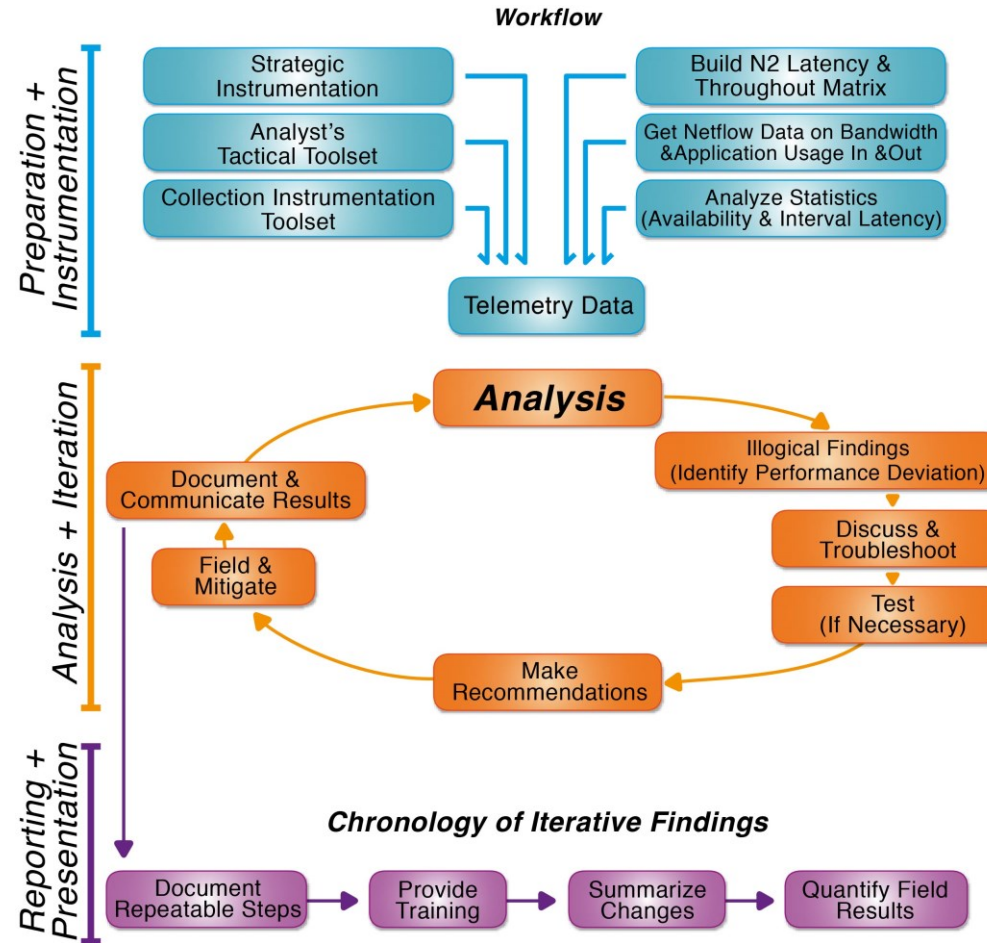 Workflow
Preparation +
Instrumentation
Strategic
Instrumentation
Analyst's
Tactical Toolset
Collection Instrumentation
Toolset
Build N2 Latency &
Throughout Matrix
Get Netflow Data on Bandwidth
&Application Usage In &Out
Analyze Statistics
(Availability & Interval Latency)
Telemetry Data
Analysis + Iteration
Analysis
Illogical Findings
(Identify Performance Deviation)
Discuss &
Troubleshoot
Test
(If Necessary)
Make
Recommendations
Field &
Mitigate
Document &
Communicate Results
Reporting +
Presentation
Chronology of Iterative Findings
Document
Repeatable Steps
Provide
Training
Summarize
Changes
Quantify Field
Results